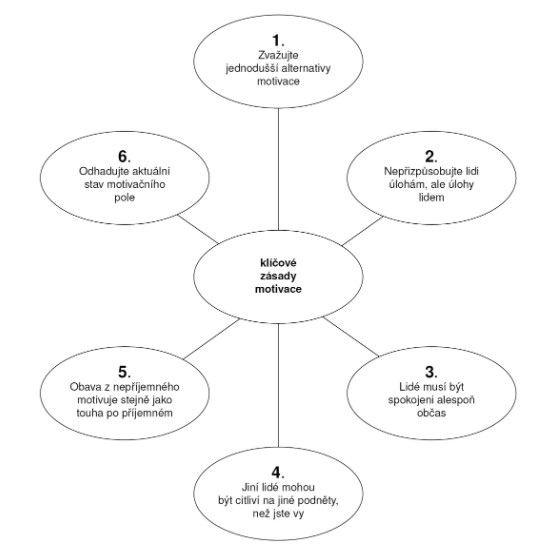 1.
Zvažujte
jednodušší alternativy
motivace
2.
Nepřizpůsobujte lidi
úlohám, ale úlohy
lidem
3.
Lidé musí být
spokojeni alespoň
občas
4.
Jiní lidé mohou
být citliví na jiné podněty,
než jste vy
5.
Obava z nepříjemného
motivuje stejně jako
touha po příjemném
6.
Odhadujte aktuální
stav motivačního
pole
klíčové
zásady
motivace